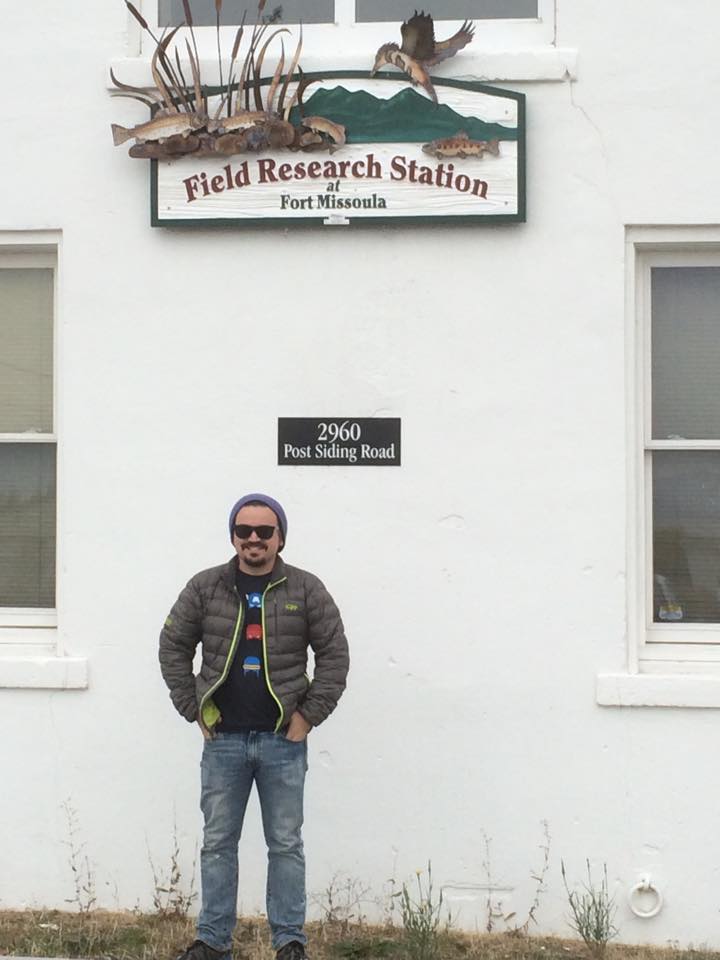 Field Research Station
at
Fort Missoula
2960
Post Siding Road